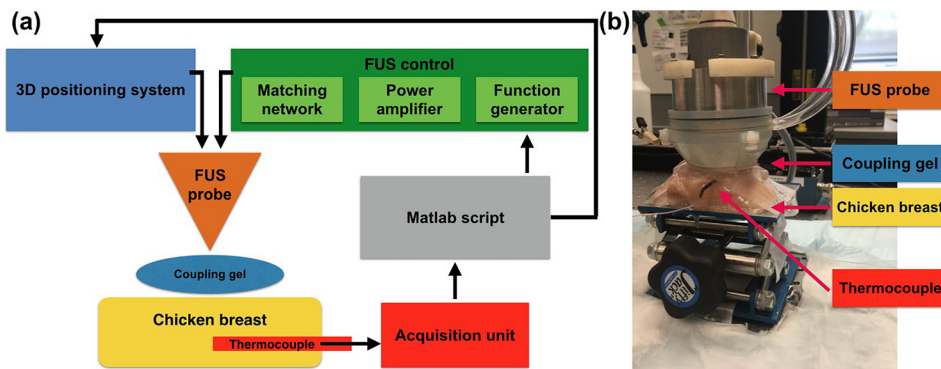 (a)
3D positioning system
FUS control
Matching
network
Power
amplifier
Function
generator
FUS
probe
Matlab script
Coupling gel
Chicken breast
Thermocouple
Acquisition unit
(b)
FUS probe
Coupling gel
Chicken breast
Thermocouple